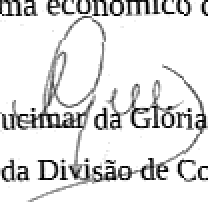 ma econômico
ucimar da Glória
da Divisão de Co